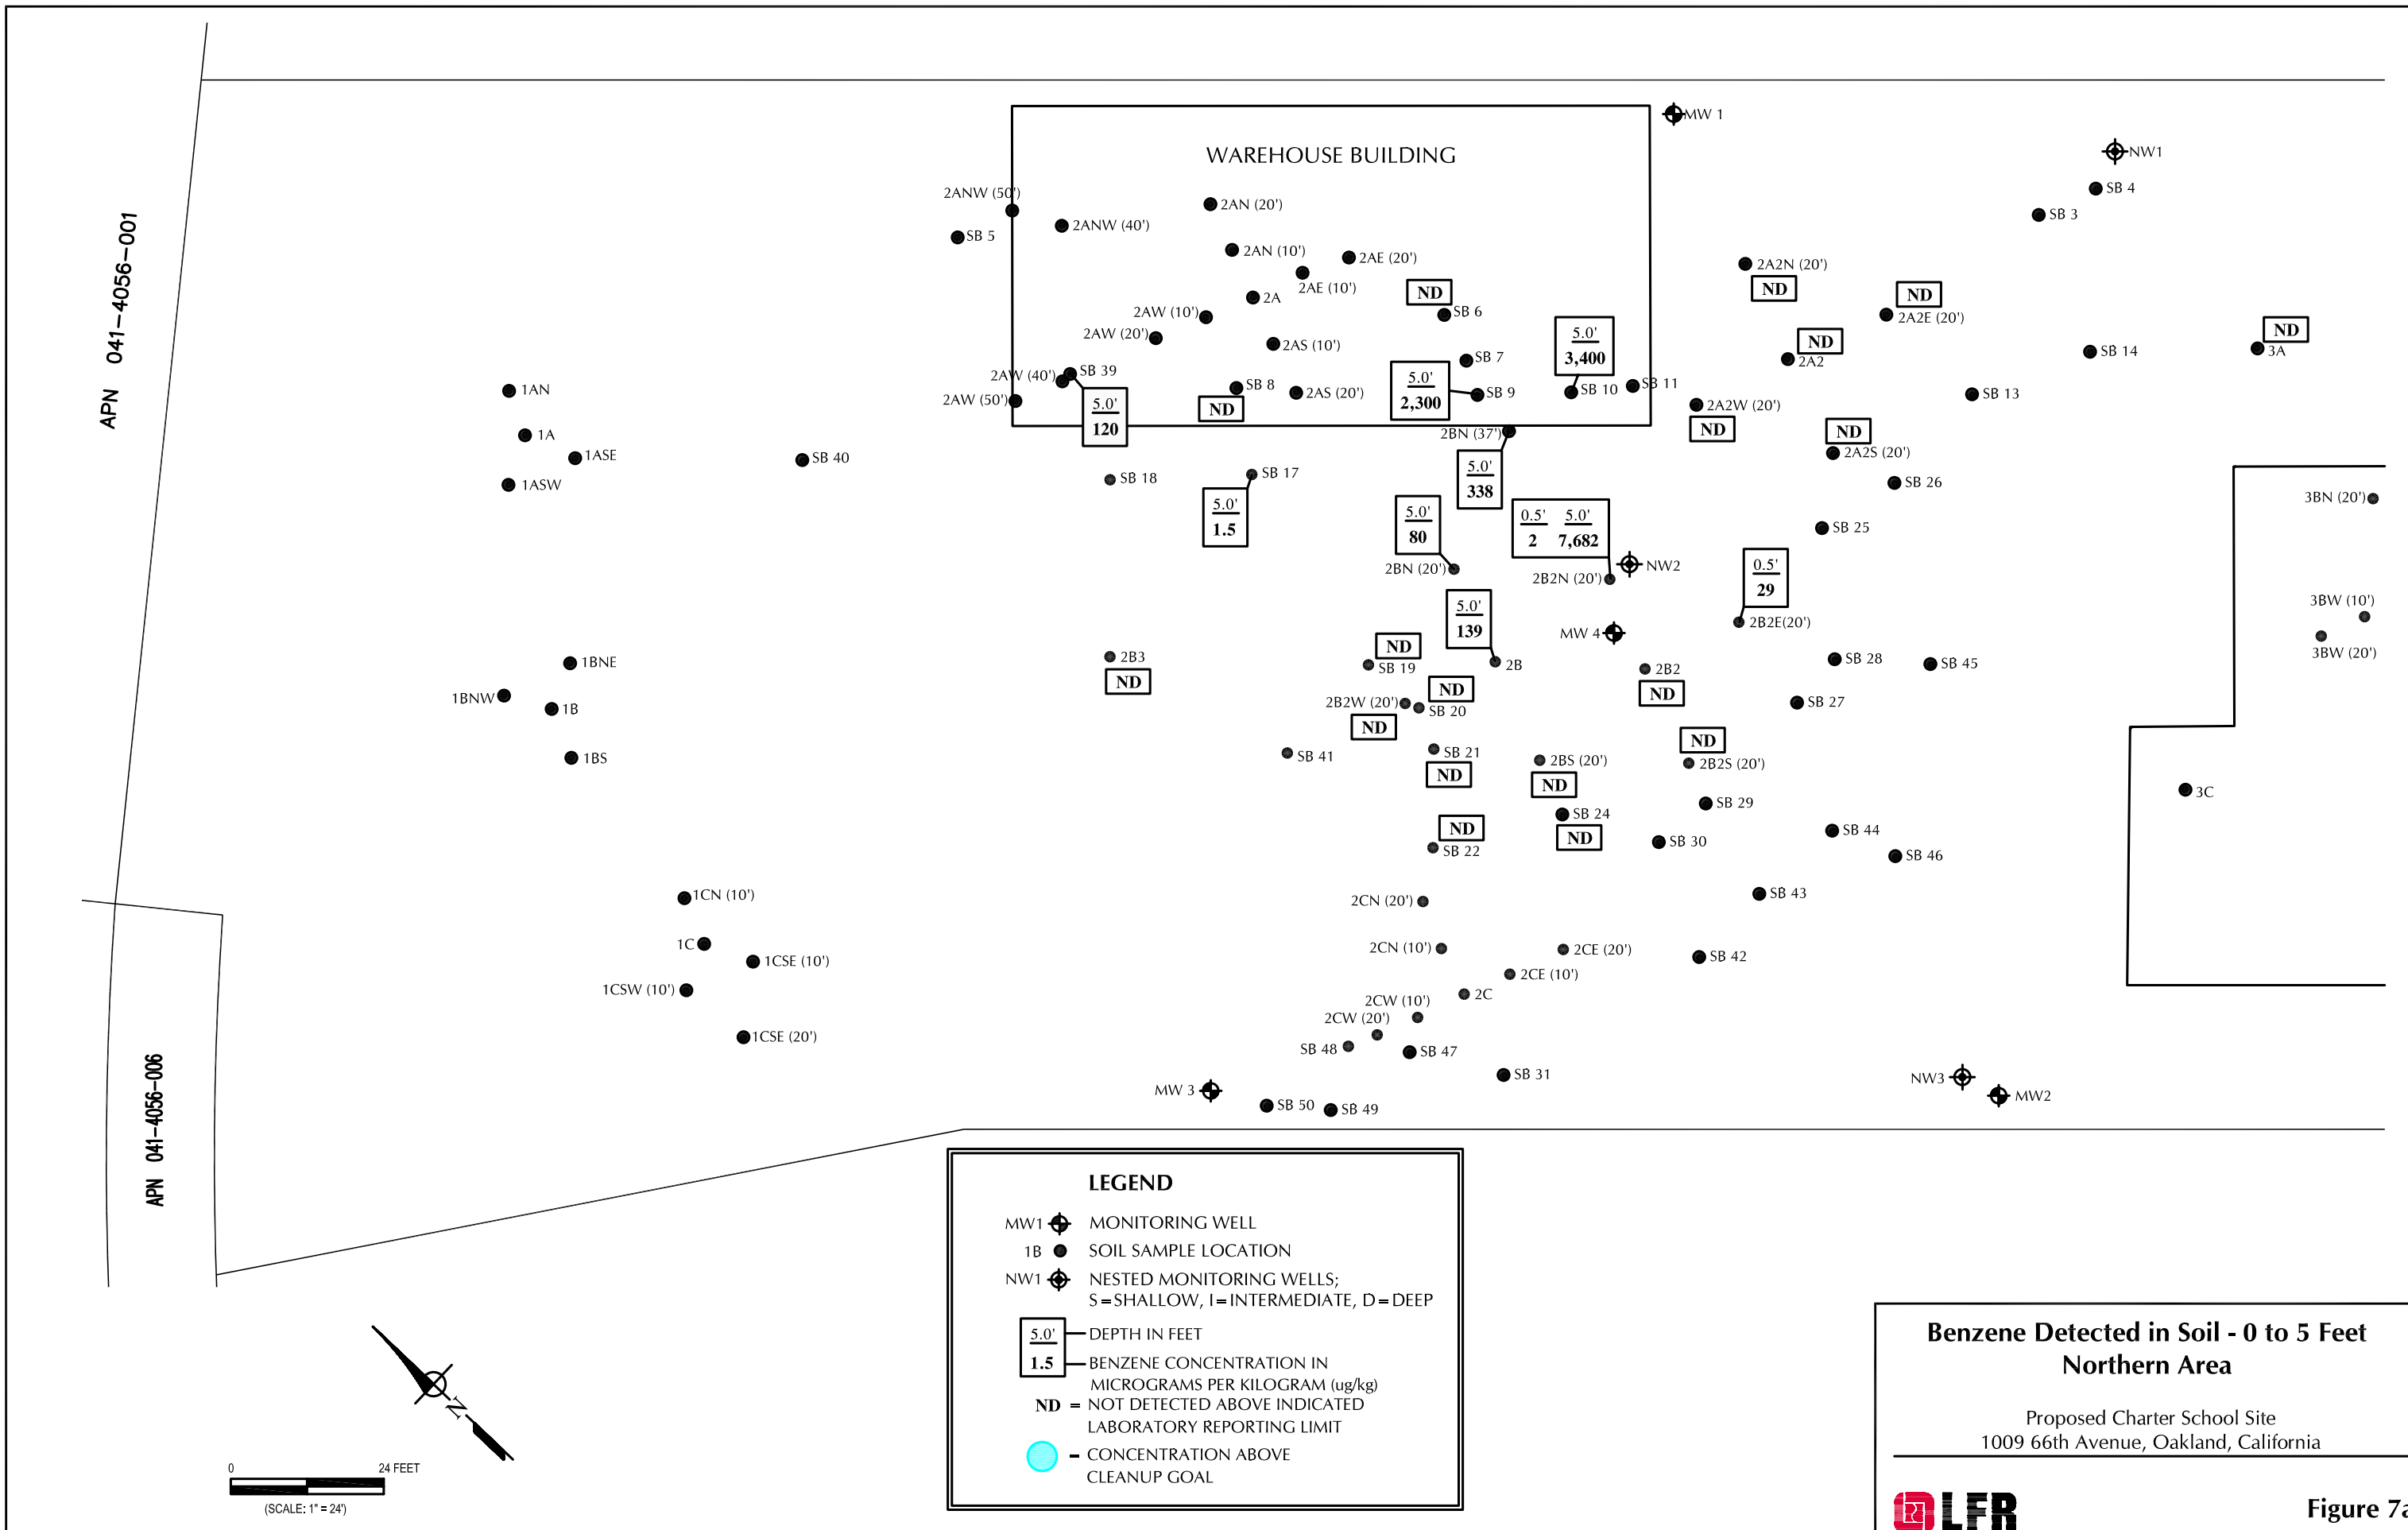 WAREHOUSE BUILDING
MW 1
NW1
SB 4
SB 3
2ANW (50')
2ANW (40')
SB 5
2AN (20')
2AN (10')
2AE (20')
2AE (10')
2A
2AW (10')
2AW (20')
2AS (10')
ND
SB 6
SB 7
5.0'
3,400
SB 10
SB 11
5.0'
2,300
SB 9
2AW (40')
SB 39
2AW (50')
5.0'
120
SB 8
ND
2AS (20')
2A2N (20')
ND
ND
2A2E (20')
ND
2A2
SB 14
ND
3A
SB 13
2A2W (20')
ND
ND
2A2S (20')
SB 26
SB 25
APN 041-4056-001
1AN
1A
1ASE
1ASW
SB 40
SB 18
SB 17
5.0'
1.5
2BN (37')
5.0'
338
5.0'
80
2BN (20')
0.5' 5.0'
2 7,682
2B2N (20')
NW2
0.5'
29
2B2E(20')
3BN (20')
3BW (10')
3BW (20')
5.0'
139
2B
MW 4
2B2
ND
SB 28
SB 45
SB 27
1BNE
1BNW
1B
1BS
2B3
ND
ND
SB 19
2B2W (20')
ND
ND
SB 20
SB 41
SB 21
ND
2BS (20')
ND
ND
2B2S (20')
SB 24
ND
SB 29
SB 30
ND
SB 22
SB 44
SB 46
3C
SB 43
SB 42
1CN (10')
1C
1CSE (10')
1CSW (10')
1CSE (20')
2CN (20')
2CN (10')
2CE (20')
2CE (10')
2C
2CW (10')
2CW (20')
SB 48
SB 47
SB 31
MW 3
SB 50
SB 49
NW3
MW2
APN 041-4056-006
LEGEND
MW1 MONITORING WELL
1B SOIL SAMPLE LOCATION
NW1 NESTED MONITORING WELLS;
S=SHALLOW, I=INTERMEDIATE, D=DEEP
5.0' DEPTH IN FEET
1.5 BENZENE CONCENTRATION IN
MICROGRAMS PER KILOGRAM (ug/kg)
ND = NOT DETECTED ABOVE INDICATED
LABORATORY REPORTING LIMIT
- CONCENTRATION ABOVE
CLEANUP GOAL
N
0 24 FEET
(SCALE: 1" = 24')
Benzene Detected in Soil - 0 to 5 Feet
Northern Area
Proposed Charter School Site
1009 66th Avenue, Oakland, California
LFR
Figure 7a